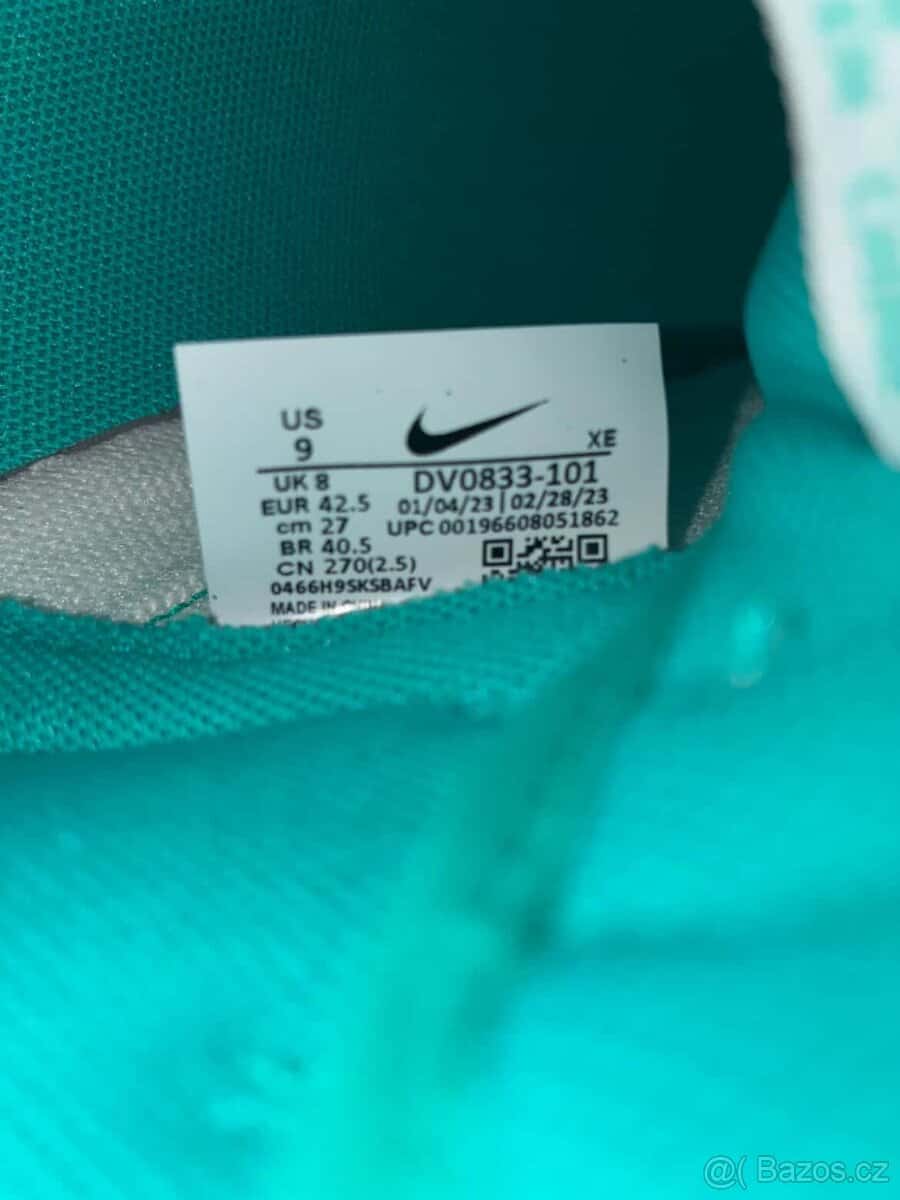 US
9
XE
UK 8 DV0833-101
EUR 42.5 01/04/23 | 02/28/23
cm 27 UPC 00196608051862
BR 40.5
CN 270(2.5)
0466H9SKSBAFV
MADE IN
@( Bazos.cz